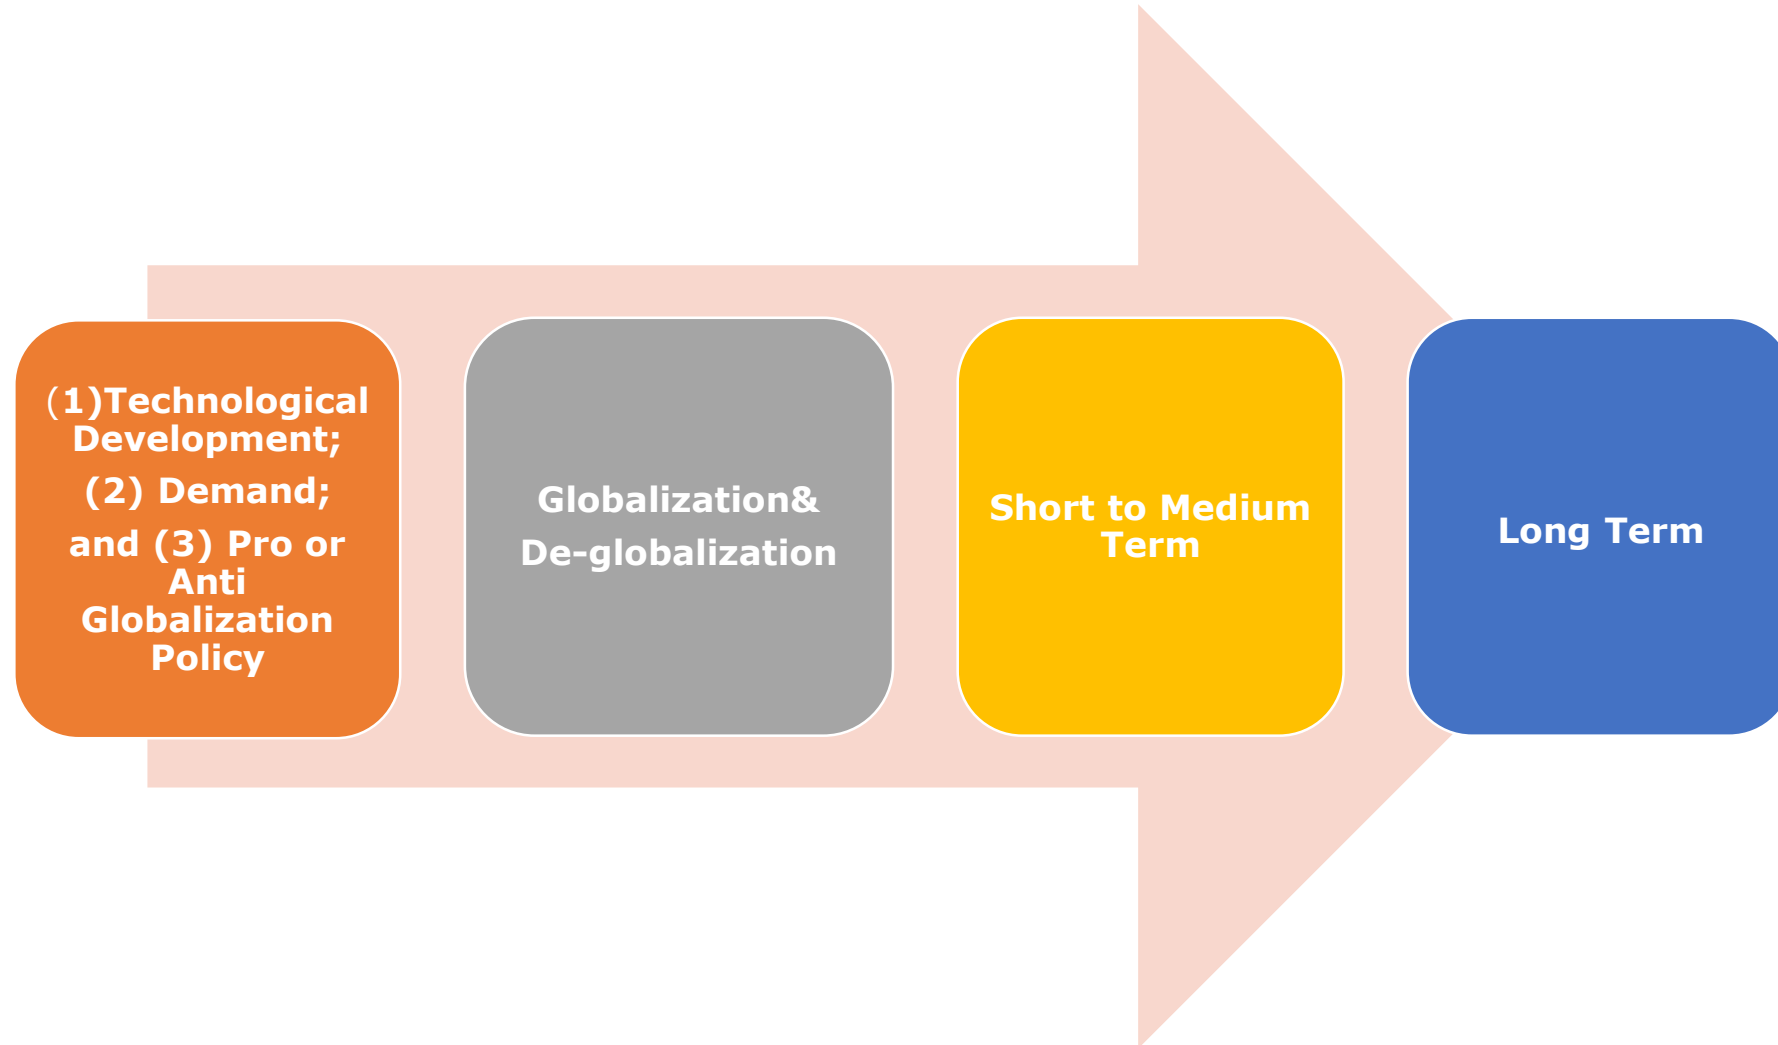 (1)Technological
Development;
(2) Demand;
and (3) Pro or
Anti
Globalization
Policy
Globalization&
De-globalization
Short to Medium
Term
Long Term